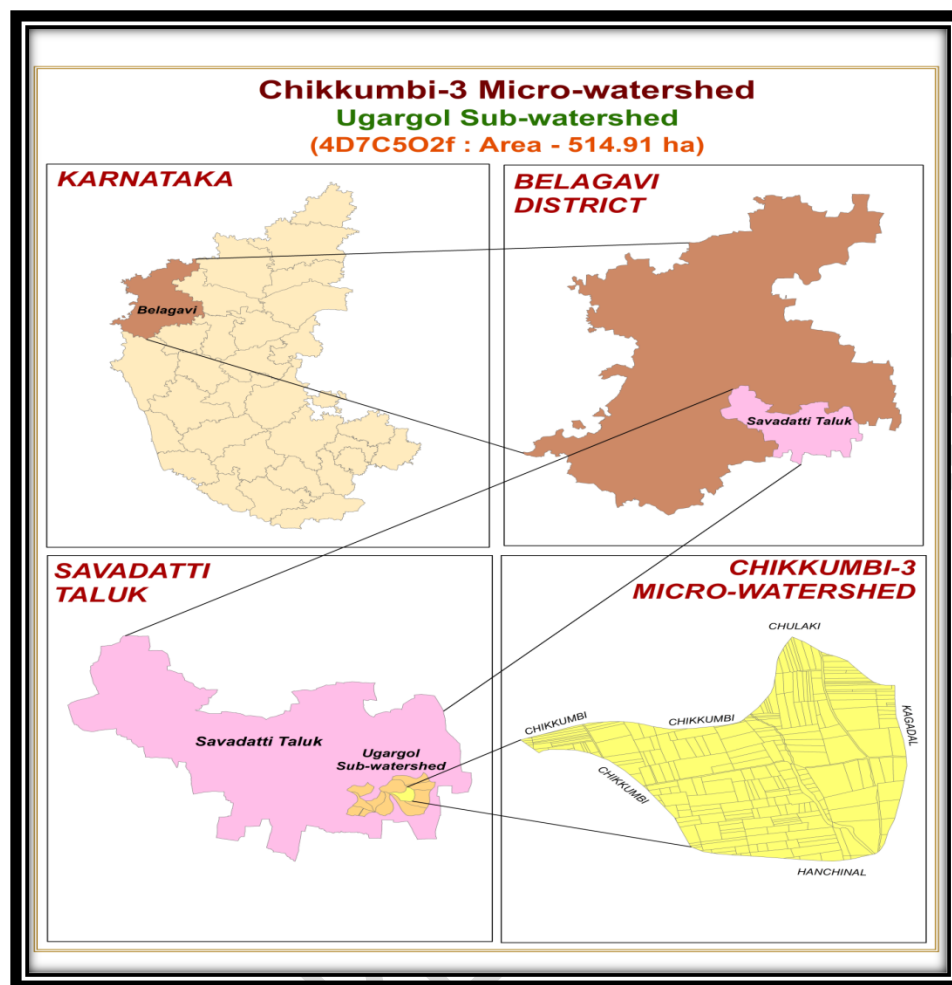 Chikkumbi-3 Micro-watershed
Ugargol Sub-watershed
(4D7C5O2f : Area - 514.91 ha)
KARNATAKA
Belagavi
BELAGAVI
DISTRICT
Savadatti Taluk
SAVADATTI
TALUK
Savadatti Taluk
Ugargol
Sub-watershed
CHIKKUMBI-3
MICRO-WATERSHED
CHULAKI
CHIKKUMBI
CHIKKUMBI
KAGADAL
CHIKKUMBI
HANCHINAL